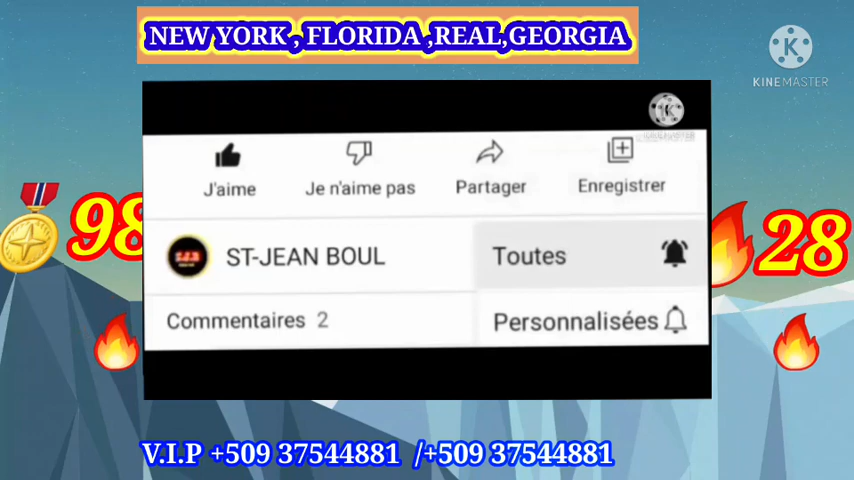 NEW YORK , FLORIDA ,REAL,GEORGIA
K
KINEMASTER
J'aime
Je n'aime pas
Partager
Enregistrer
98
ST-JEAN BOUL
Toutes
28
Commentaires 2
Personnalisées
V.I.P +509 37544881 /+509 37544881